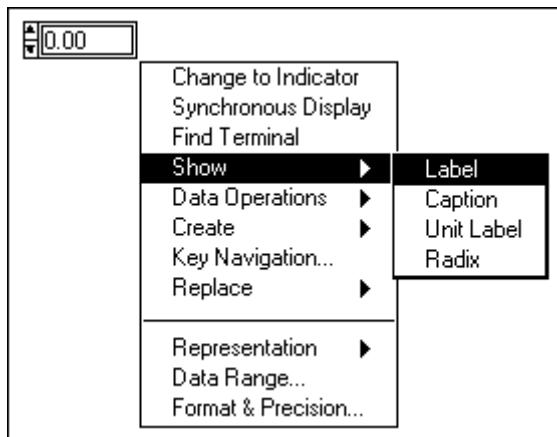 0.00
Change to Indicator
Synchronous Display
Find Terminal
Show
Label
Data Operations
Caption
Create
Unit Label
Key Navigation...
Radix
Replace
Representation
Data Range...
Format & Precision...